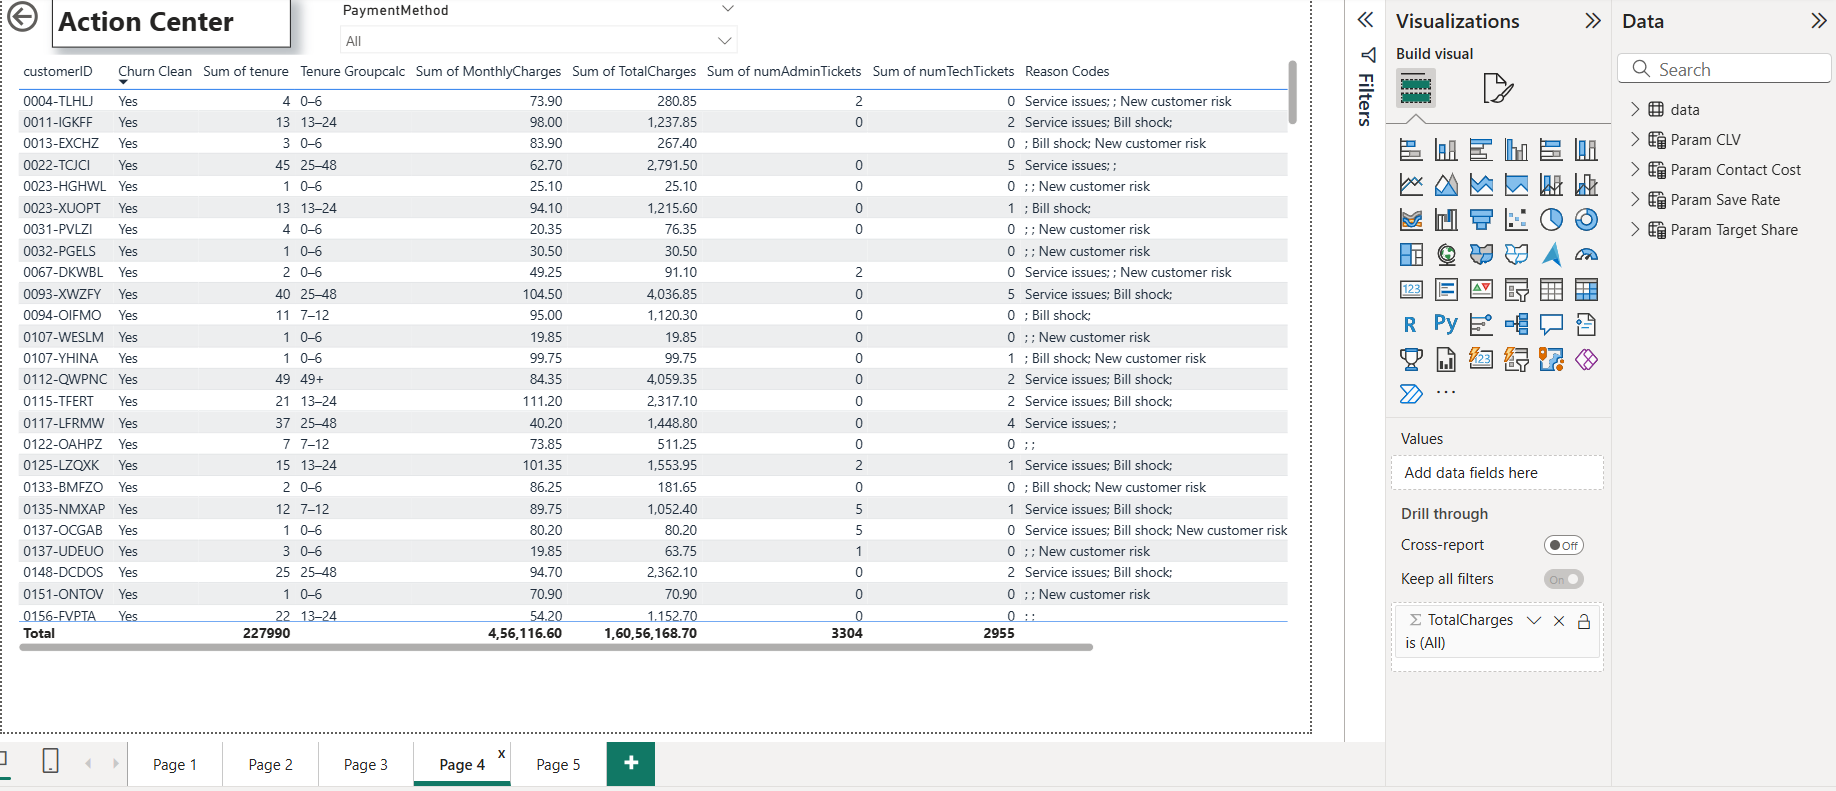 Action Center
PaymentMethod
All
customerID Churn Clean Sum of tenure Tenure Groupcalc Sum of MonthlyCharges Sum of TotalCharges Sum of numAdminTickets Sum of numTechTickets Reason Codes
0004-TLHLJ Yes 4 0–6 73.90 280.85 2 0 Service issues; ; New customer risk
0011-IGKFF Yes 13 13–24 98.00 1,237.85 0 2 Service issues; Bill shock;
0013-EXCHZ Yes 3 0–6 83.90 267.40 0 ; Bill shock; New customer risk
0022-TCJCI Yes 45 25–48 62.70 2,791.50 0 5 Service issues; ;
0023-HGHWL Yes 1 0–6 25.10 25.10 0 0 ; ; New customer risk
0023-XUOPT Yes 13 13–24 94.10 1,215.60 0 1 ; Bill shock;
0031-PVLZI Yes 4 0–6 20.35 76.35 0 0 ; ; New customer risk
0032-PGELS Yes 1 0–6 30.50 30.50 0 ; ; New customer risk
0067-DKWBL Yes 2 0–6 49.25 91.10 2 0 Service issues; ; New customer risk
0093-XWZFY Yes 40 25–48 104.50 4,036.85 0 5 Service issues; Bill shock;
0094-OIFMO Yes 11 7–12 95.00 1,120.30 0 0 ; Bill shock;
0107-WESLM Yes 1 0–6 19.85 19.85 0 0 ; ; New customer risk
0107-YHINA Yes 1 0–6 99.75 99.75 0 1 ; Bill shock; New customer risk
0112-QWPNC Yes 49 49+ 84.35 4,059.35 0 2 Service issues; Bill shock;
0115-TFERT Yes 21 13–24 111.20 2,317.10 0 2 Service issues; Bill shock;
0117-LFRMW Yes 37 25–48 40.20 1,448.80 0 4 Service issues; ;
0122-OAHPZ Yes 7 7–12 73.85 511.25 0 0 ; ;
0125-LZQXK Yes 15 13–24 101.35 1,553.95 2 1 Service issues; Bill shock;
0133-BMFZO Yes 2 0–6 86.25 181.65 0 0 ; Bill shock; New customer risk
0135-NMXAP Yes 12 7–12 89.75 1,052.40 5 1 Service issues; Bill shock;
0137-OCGAB Yes 1 0–6 80.20 80.20 5 0 Service issues; Bill shock; New customer risk
0137-UDEUO Yes 3 0–6 19.85 63.75 1 0 ; ; New customer risk
0148-DCDOS Yes 25 25–48 94.70 2,362.10 0 2 Service issues; Bill shock;
0151-ONTOV Yes 1 0–6 70.90 70.90 0 0 ; ; New customer risk
0156-FVPTA Yes 22 13–24 54.20 1,152.70 0 0 ; ;
Total 227990 4,56,116.60 1,60,56,168.70 3304 2955
Page 1 Page 2 Page 3 Page 4 x Page 5 +
Filters
Visualizations
Build visual
123
R Py
123
Values
Add data fields here
Drill through
Cross-report Off
Keep all filters On
Σ TotalCharges
is (All)
Data
Search
data
Param CLV
Param Contact Cost
Param Save Rate
Param Target Share